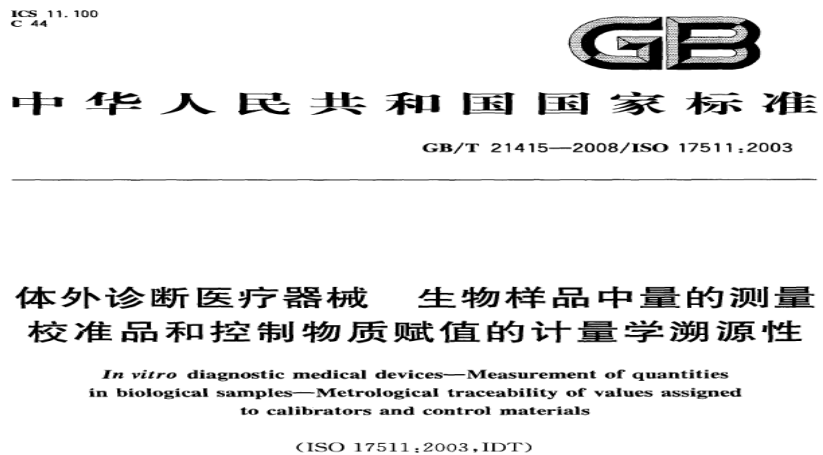 ICS 11.100
C 44
GB
中华人民共和国国家标准
GB/T 21415—2008/ISO 17511:2003
体外诊断医疗器械 生物样品中量的测量
校准品和控制物质赋值的计量学溯源性
In vitro diagnostic medical devices—Measurement of quantities
in biological samples—Metrological traceability of values assigned
to calibrators and control materials
(ISO 17511:2003,IDT)